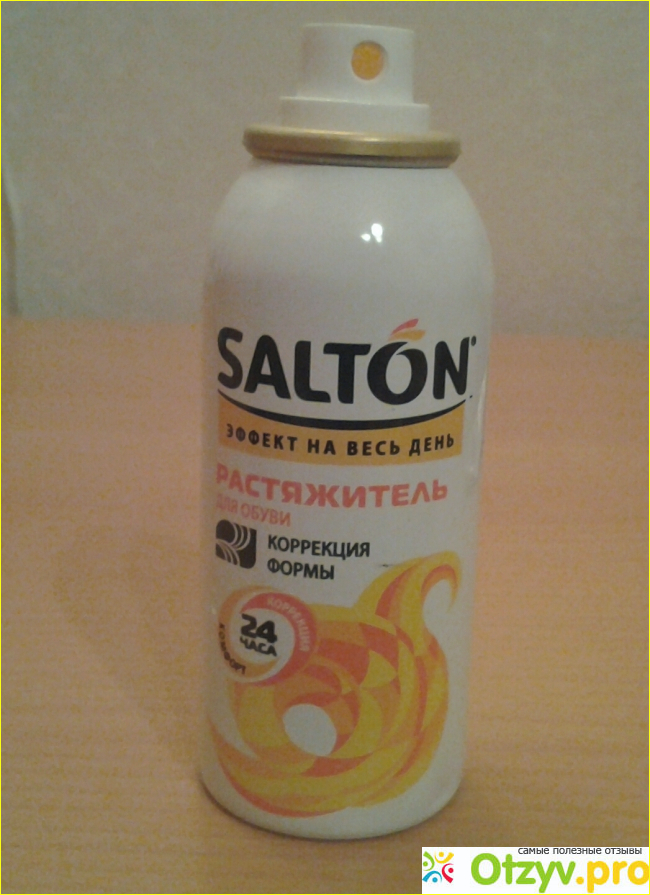 SALTON®
ЭФФЕКТ НА ВЕСЬ ДЕНЬ
РАСТЯЖИТЕЛЬ
ДЛЯ ОБУВИ
КОРРЕКЦИЯ
ФОРМЫ
КОРРЕКЦИЯ
24
ЧАСА
КОМФОРТ
самые полезные отзывы
Otzyv.pro